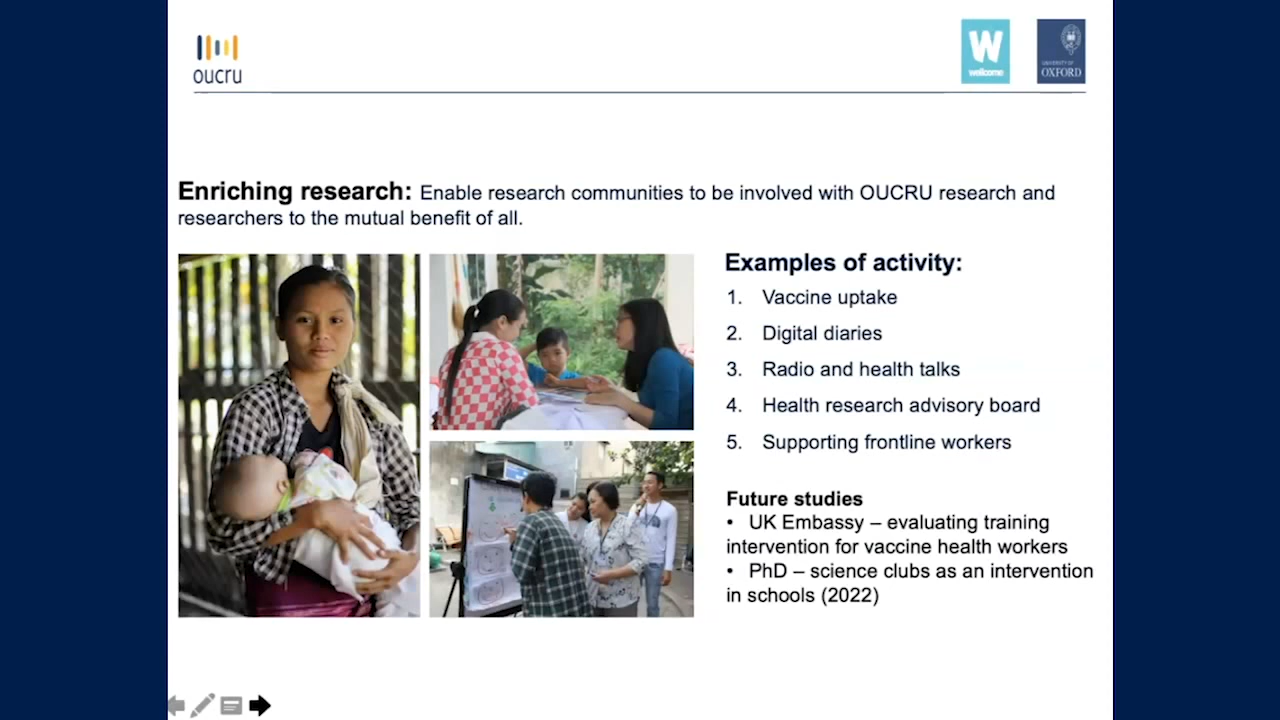 oucru
W
wellcome
UNIVERSITY OF
OXFORD
Enriching research: Enable research communities to be involved with OUCRU research and
researchers to the mutual benefit of all.
Examples of activity:
1. Vaccine uptake
2. Digital diaries
3. Radio and health talks
4. Health research advisory board
5. Supporting frontline workers
Future studies
• UK Embassy – evaluating training
intervention for vaccine health workers
• PhD – science clubs as an intervention
in schools (2022)